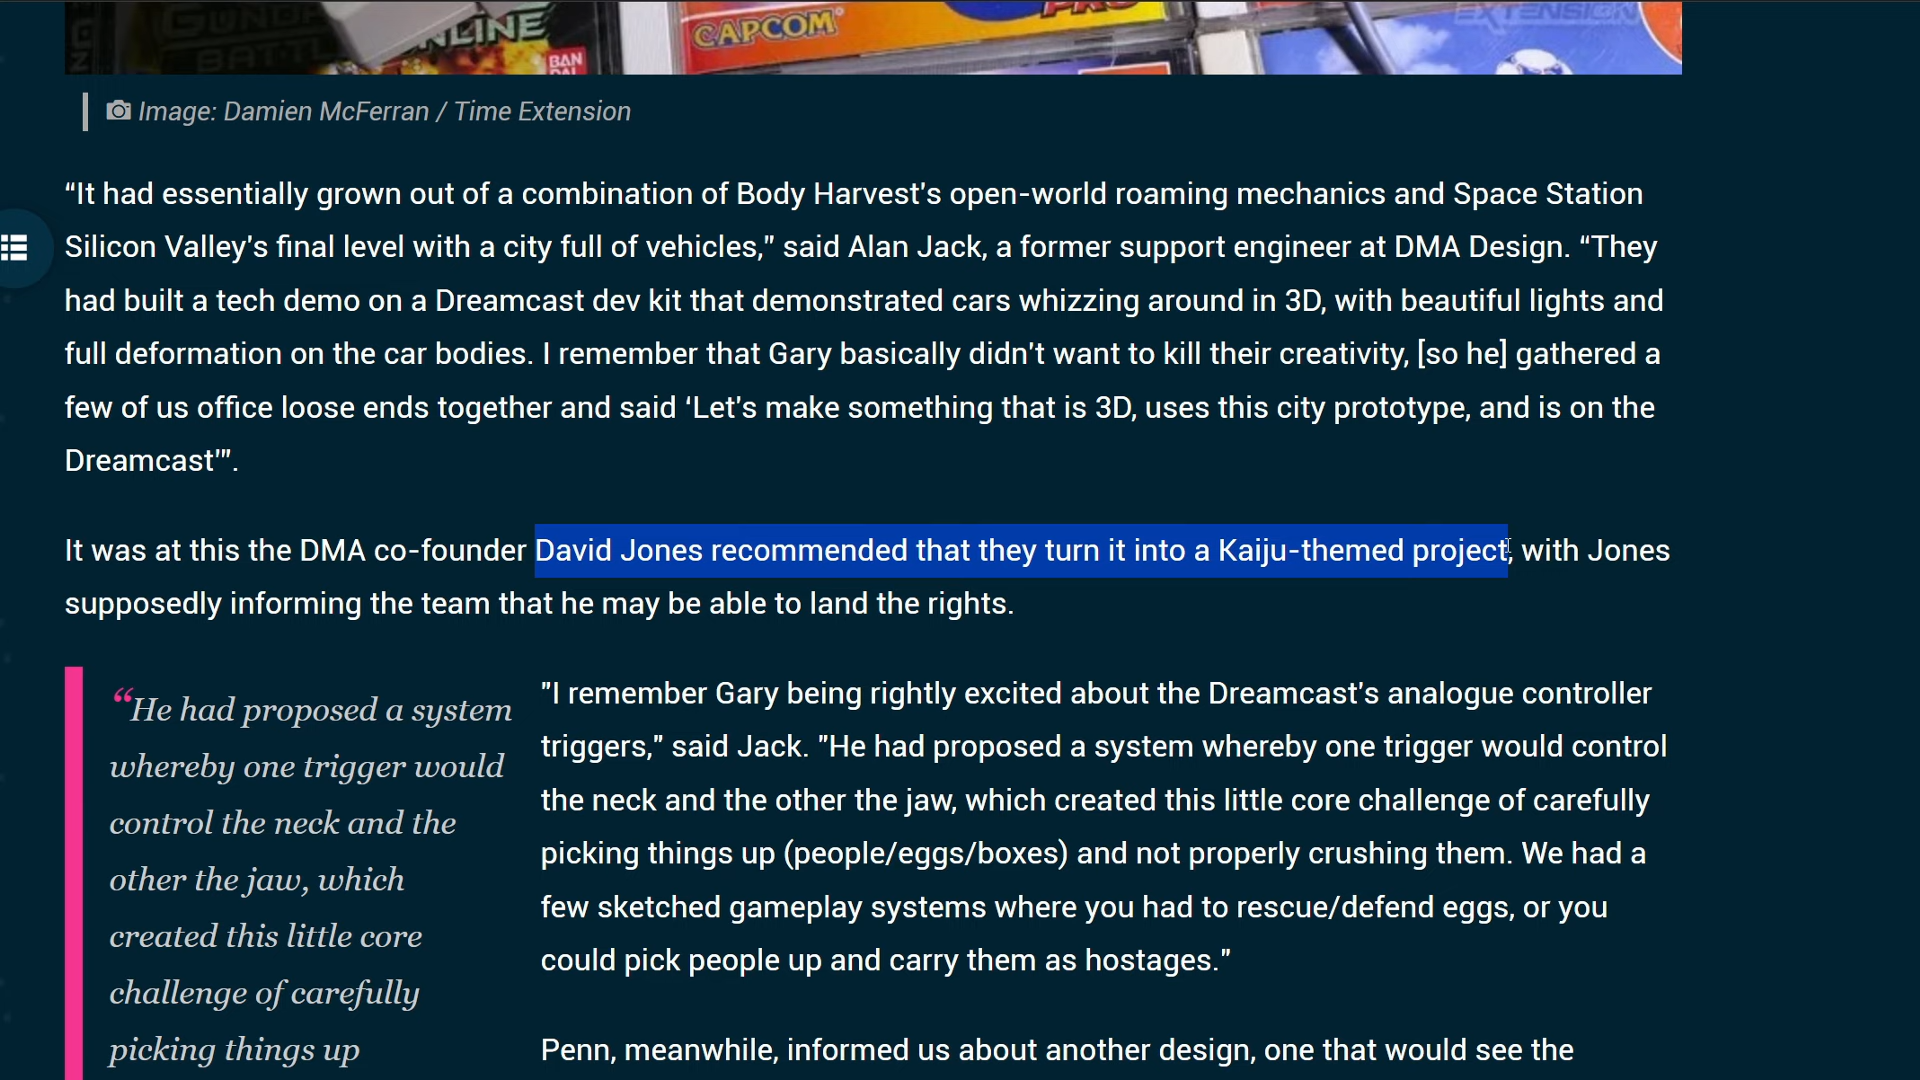 GUNDAM
BATTLE
ONLINE
BAN
DAI
CAPCOM
PRO
EXTENSION
Image: Damien McFerran / Time Extension
“It had essentially grown out of a combination of Body Harvest's open-world roaming mechanics and Space Station
Silicon Valley's final level with a city full of vehicles,” said Alan Jack, a former support engineer at DMA Design. “They
had built a tech demo on a Dreamcast dev kit that demonstrated cars whizzing around in 3D, with beautiful lights and
full deformation on the car bodies. I remember that Gary basically didn't want to kill their creativity, [so he] gathered a
few of us office loose ends together and said ‘Let's make something that is 3D, uses this city prototype, and is on the
Dreamcast’”.
It was at this the DMA co-founder David Jones recommended that they turn it into a Kaiju-themed project, with Jones
supposedly informing the team that he may be able to land the rights.
“He had proposed a system
whereby one trigger would
control the neck and the
other the jaw, which
created this little core
challenge of carefully
picking things up
"I remember Gary being rightly excited about the Dreamcast's analogue controller
triggers," said Jack. "He had proposed a system whereby one trigger would control
the neck and the other the jaw, which created this little core challenge of carefully
picking things up (people/eggs/boxes) and not properly crushing them. We had a
few sketched gameplay systems where you had to rescue/defend eggs, or you
could pick people up and carry them as hostages."
Penn, meanwhile, informed us about another design, one that would see the